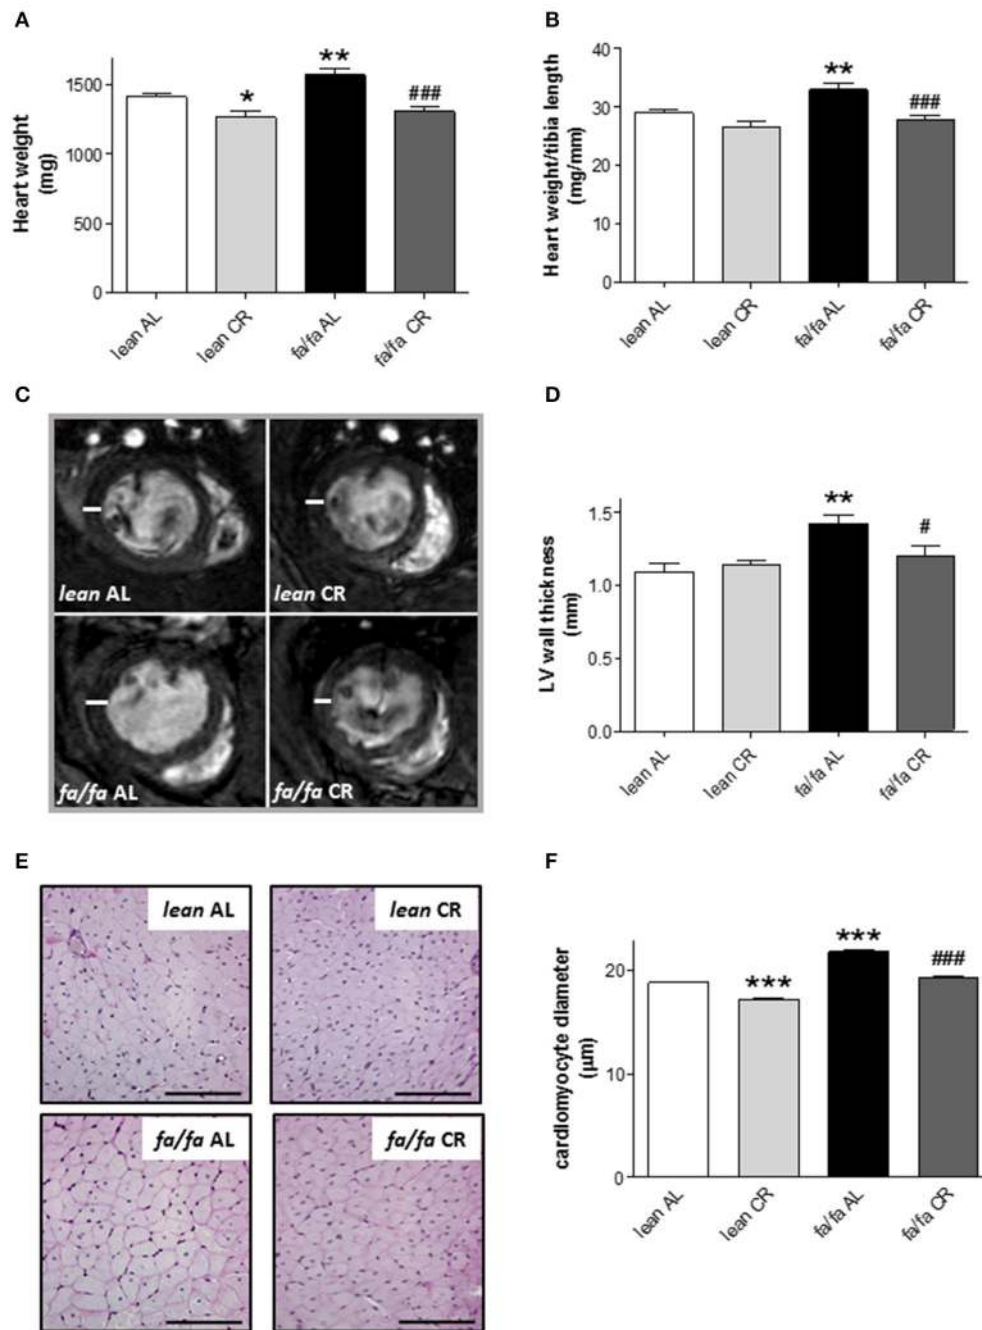 A
Heart weight
(mg)
1500
1000
500
0
*
**
###
lean AL
lean CR
fa/fa AL
fa/fa CR
B
Heart weight/tibia length
(mg/mm)
40
30
20
10
0
**
###
lean AL
lean CR
fa/fa AL
fa/fa CR
C
lean AL
lean CR
fa/fa AL
fa/fa CR
D
LV wall thickness
(mm)
1.5
1.0
0.5
0.0
**
#
lean AL
lean CR
fa/fa AL
fa/fa CR
E
lean AL
lean CR
fa/fa AL
fa/fa CR
F
cardiomyocyte diameter
(µm)
20
10
0
***
***
###
lean AL
lean CR
fa/fa AL
fa/fa CR